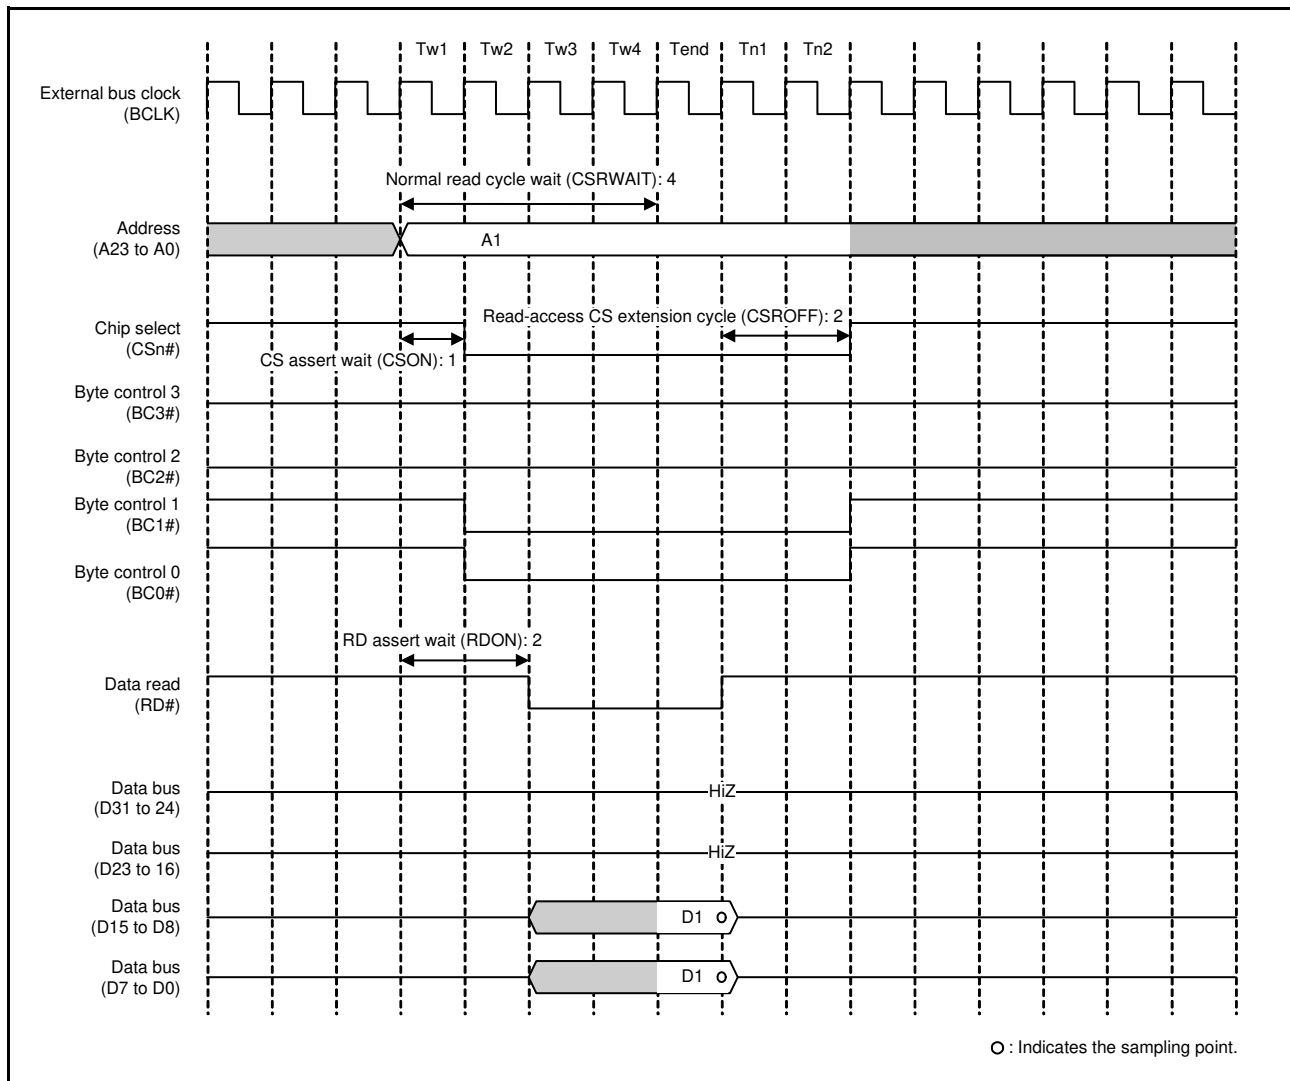 Tw1 Tw2 Tw3 Tw4 Tend Tn1 Tn2
External bus clock
(BCLK)
Normal read cycle wait (CSRWAIT): 4
Address
(A23 to A0)
A1
Read-access CS extension cycle (CSROFF): 2
Chip select
(CSn#)
CS assert wait (CSON): 1
Byte control 3
(BC3#)
Byte control 2
(BC2#)
Byte control 1
(BC1#)
Byte control 0
(BC0#)
RD assert wait (RDON): 2
Data read
(RD#)
Data bus
(D31 to 24)
HiZ
Data bus
(D23 to 16)
HiZ
Data bus
(D15 to D8)
D1
Data bus
(D7 to D0)
D1
: Indicates the sampling point.